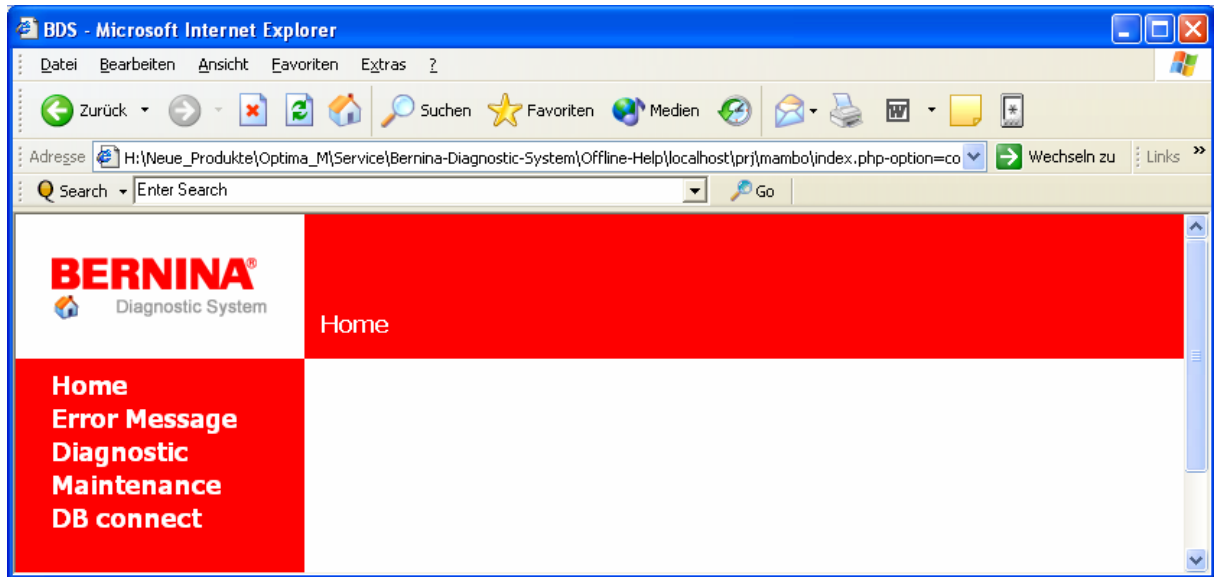 BDS - Microsoft Internet Explorer
Datei Bearbeiten Ansicht Favoriten Extras ?
Zurück Suchen Favoriten Medien
Adresse H:\Neue_Produkte\Optima_M\Service\Bernina-Diagnostic-System\Offline-Help\localhost\prj\mambo\index.php-option=co Wechseln zu Links »
Search Enter Search Go
BERNINA®
Diagnostic System
Home
Home
Error Message
Diagnostic
Maintenance
DB connect